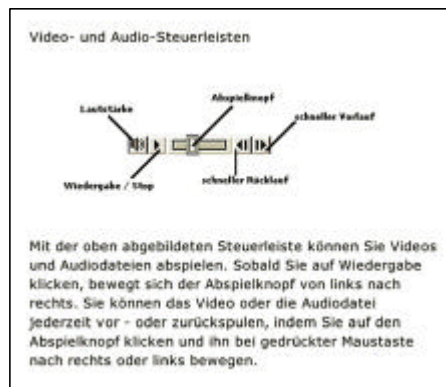 Video- und Audio-Steuerleisten
Abspielknopf
Lautstärke
schneller Vorlauf
Wiedergabe / Stop
schneller Rücklauf
Mit der oben abgebildeten Steuerleiste können Sie Videos
und Audiodateien abspielen. Sobald Sie auf Wiedergabe
klicken, bewegt sich der Abspielknopf von links nach
rechts. Sie können das Video oder die Audiodatei
jederzeit vor - oder zurückspulen, indem Sie auf den
Abspielknopf klicken und ihn bei gedrückter Maustaste
nach rechts oder links bewegen.